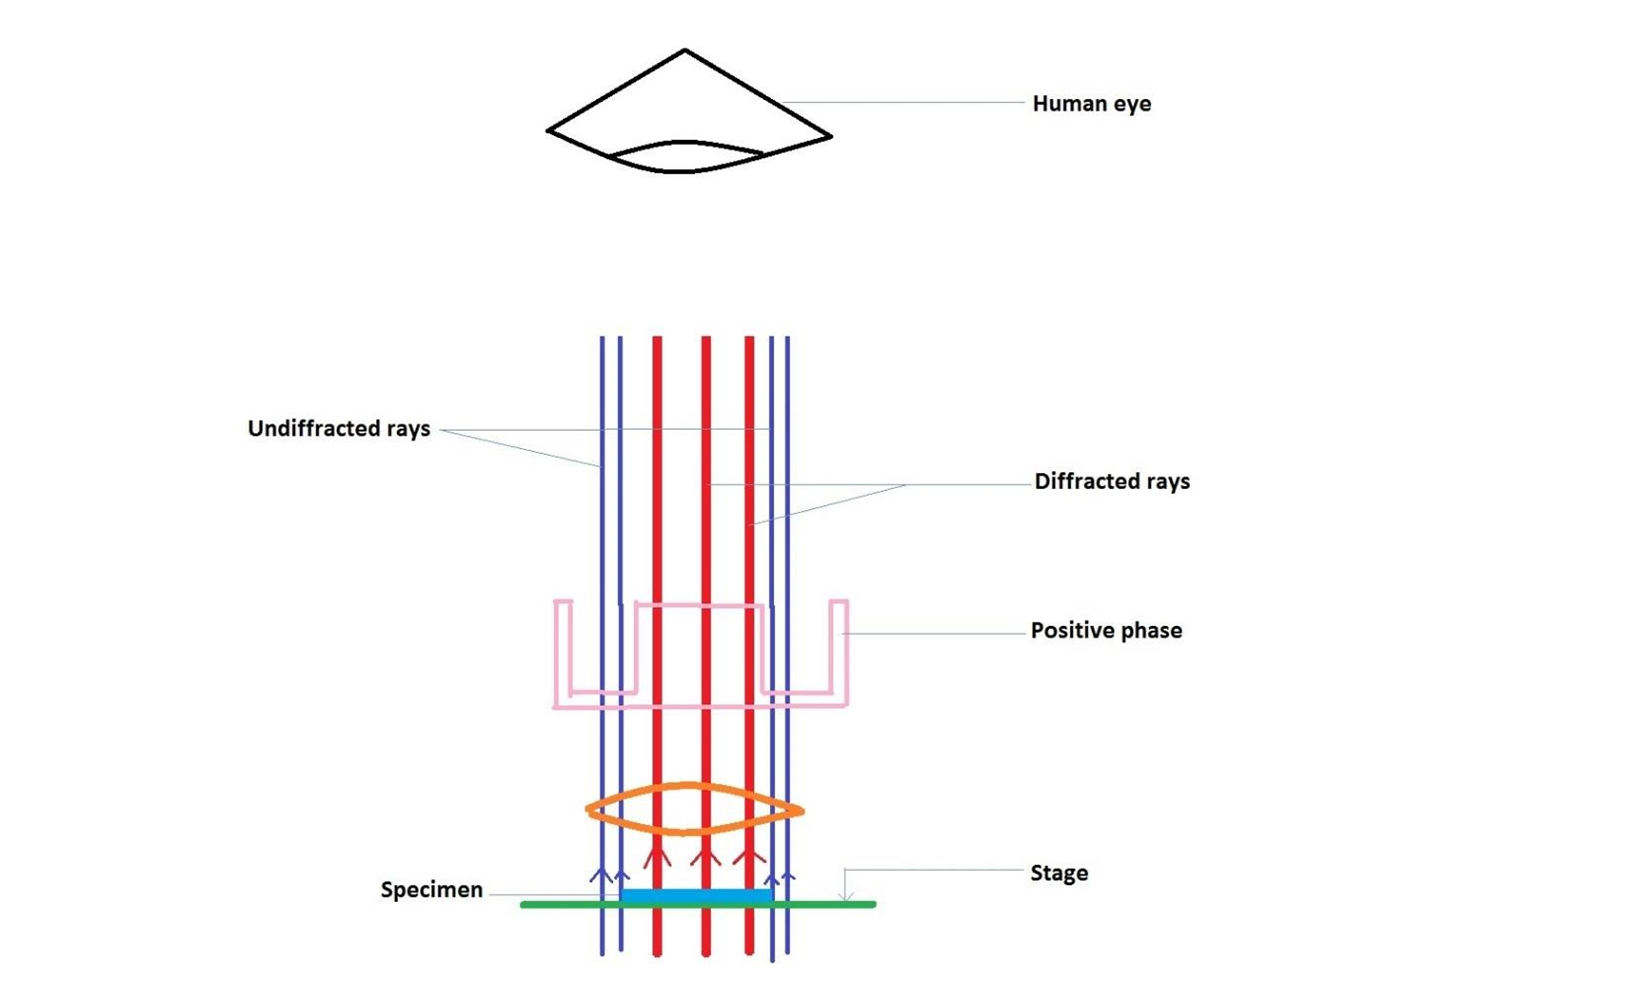 Human eye
Undiffracted rays
Diffracted rays
Positive phase
Stage
Specimen